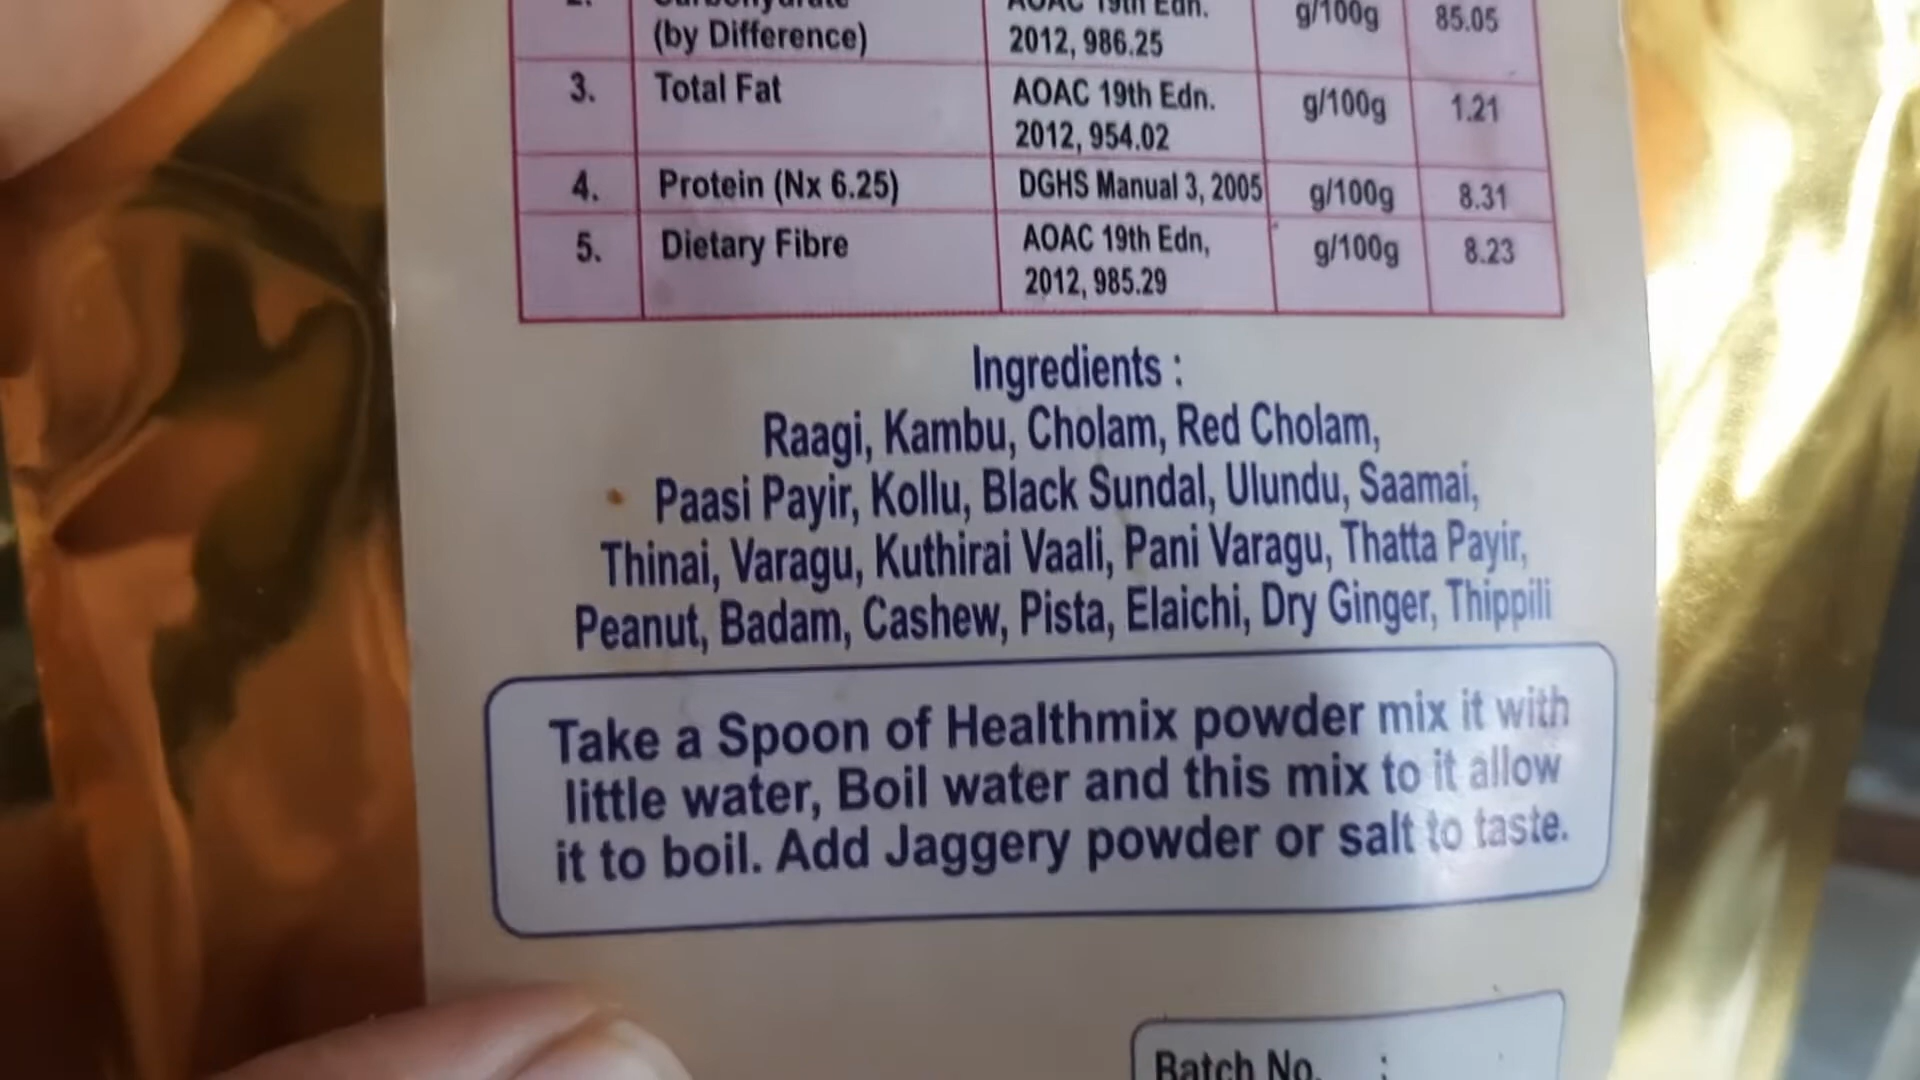 2. Carbohydrate AOAC 19th Edn. g/100g 85.05
(by Difference) 2012, 986.25
3. Total Fat AOAC 19th Edn. g/100g 1.21
2012, 954.02
4. Protein (Nx 6.25) DGHS Manual 3, 2005 g/100g 8.31
5. Dietary Fibre AOAC 19th Edn, g/100g 8.23
2012, 985.29
Ingredients :
Raagi, Kambu, Cholam, Red Cholam,
Paasi Payir, Kollu, Black Sundal, Ulundu, Saamai,
Thinai, Varagu, Kuthirai Vaali, Pani Varagu, Thatta Payir,
Peanut, Badam, Cashew, Pista, Elaichi, Dry Ginger, Thippili
Take a Spoon of Healthmix powder mix it with
little water, Boil water and this mix to it allow
it to boil. Add Jaggery powder or salt to taste.
Batch No. :